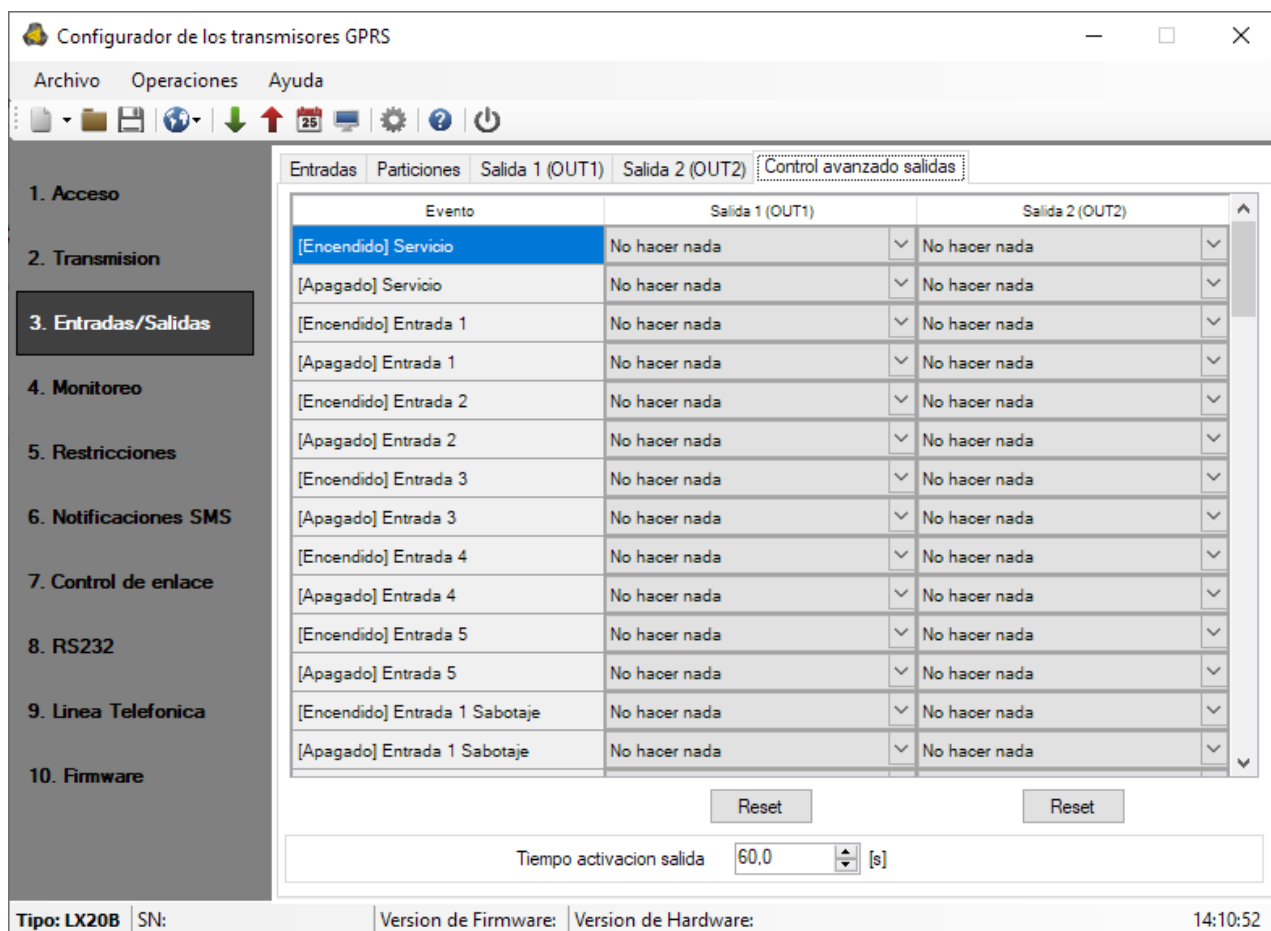 Configurador de los transmisores GPRS
Archivo Operaciones Ayuda
25
1. Acceso
2. Transmision
3. Entradas/Salidas
4. Monitoreo
5. Restricciones
6. Notificaciones SMS
7. Control de enlace
8. RS232
9. Linea Telefonica
10. Firmware
Entradas Particiones Salida 1 (OUT1) Salida 2 (OUT2) Control avanzado salidas
Evento Salida 1 (OUT1) Salida 2 (OUT2)
[Encendido] Servicio No hacer nada No hacer nada
[Apagado] Servicio No hacer nada No hacer nada
[Encendido] Entrada 1 No hacer nada No hacer nada
[Apagado] Entrada 1 No hacer nada No hacer nada
[Encendido] Entrada 2 No hacer nada No hacer nada
[Apagado] Entrada 2 No hacer nada No hacer nada
[Encendido] Entrada 3 No hacer nada No hacer nada
[Apagado] Entrada 3 No hacer nada No hacer nada
[Encendido] Entrada 4 No hacer nada No hacer nada
[Apagado] Entrada 4 No hacer nada No hacer nada
[Encendido] Entrada 5 No hacer nada No hacer nada
[Apagado] Entrada 5 No hacer nada No hacer nada
[Encendido] Entrada 1 Sabotaje No hacer nada No hacer nada
[Apagado] Entrada 1 Sabotaje No hacer nada No hacer nada
Reset Reset
Tiempo activacion salida 60,0 [s]
Tipo: LX20B SN: Version de Firmware: Version de Hardware: 14:10:52